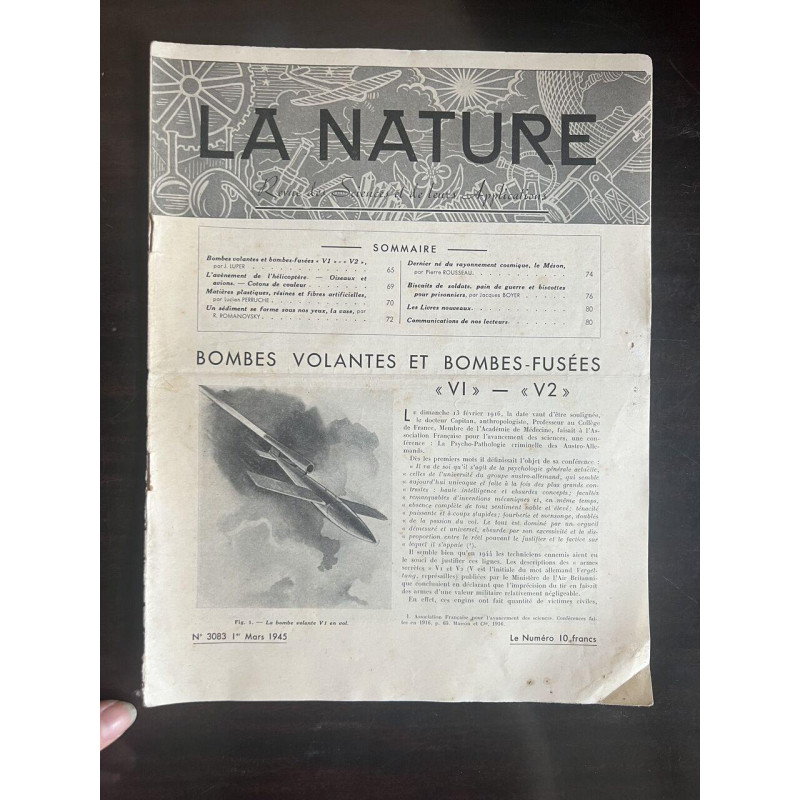 LA NATURE
Revue des Sciences et de leurs Applications
SOMMAIRE
Bombes volantes et bombes-fusées « V1 » - « V2 »,
par J. LUPER . . . . . . . . . 65
L'avènement de l'hélicoptère. — Oiseaux et
avions. — Cotons de couleur . . . . . . 69
Matières plastiques, résines et fibres artificielles,
par Lucien PERRUCHE . . . . . . . 70
Un sédiment se forme sous nos yeux, la vase, par
R. ROMANOVSKY . . . . . . . . 72
Dernier né du rayonnement cosmique, le Méson,
par Pierre ROUSSEAU . . . . . . . 74
Biscuits de soldats, pain de guerre et biscottes
pour prisonniers, par Jacques BOYER . . . . 76
Les Livres nouveaux . . . . . . . 80
Communications de nos lecteurs . . . . . 80
BOMBES VOLANTES ET BOMBES-FUSÉES
« V1 » — « V2 »
Le dimanche 13 février 1916, la date vaut d'être soulignée,
le docteur Capitan, anthropologiste, Professeur au Collège
de France, Membre de l'Académie de Médecine, faisait à l'As-
sociation Française pour l'avancement des sciences, une con-
férence : La Psycho-Pathologie criminelle des Austro-Alle-
mands.
Dès les premiers mots il définissait l'objet de sa conférence :
« Il va de soi qu'il s'agit de la psychologie générale actuelle,
« celles de l'universalité du groupe austro-allemand, qui semble
« aujourd'hui univoque et faite à la fois des plus grands con-
« trastes : haute intelligence et absurdes concepts; facultés
« remarquables d'inventions mécaniques et, en même temps,
« absence complète de tout sentiment noble et élevé; ténacité
« puissante et à-coups stupides; fourberie et mensonge, doublés
« de la passion du vol. Le tout est dominé par un orgueil
« démesuré et universel, absurde par son excessivité et la dis-
« proportion entre le réel pouvant le justifier et le factice sur
« lequel il s'appuie (1).
Il semble bien qu'en 1944 les techniciens ennemis aient eu
le souci de justifier ces lignes. Les descriptions des « armes
secrètes » V1 et V2 (V est l'initiale du mot allemand Vergel-
tung, représailles) publiées par le Ministère de l'Air Britanni-
que concluaient en déclarant que l'imprécision du tir en faisait
des armes d'une valeur militaire relativement négligeable.
En effet, ces engins ont fait quantité de victimes civiles,
1. Association Française pour l'avancement des sciences. Conférences fai-
tes en 1916, p. 65. Masson et Cie, 1916.
Fig. 1. — La bombe volante V1 en vol.
N° 3083 1er Mars 1945
Le Numéro 10 francs